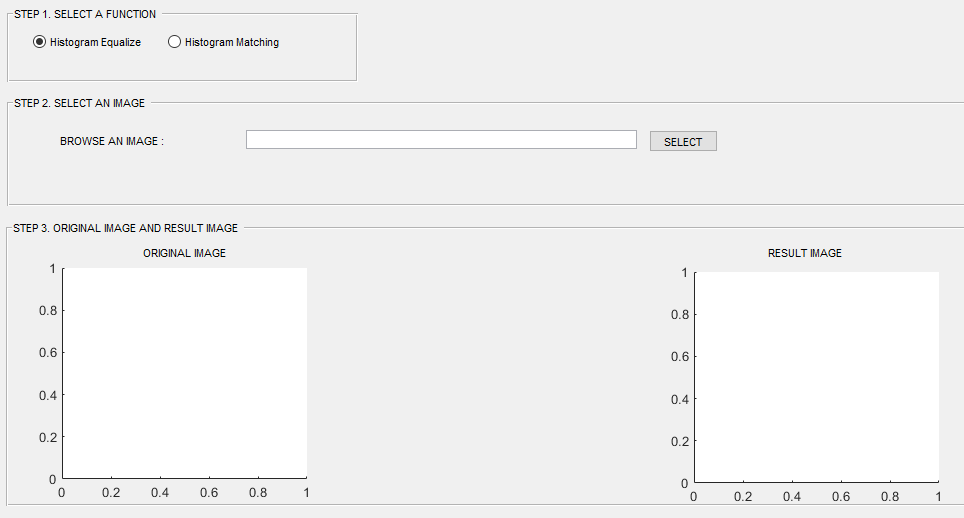 STEP 1. SELECT A FUNCTION
Histogram Equalize Histogram Matching
STEP 2. SELECT AN IMAGE
BROWSE AN IMAGE : SELECT
STEP 3. ORIGINAL IMAGE AND RESULT IMAGE
ORIGINAL IMAGE
1
0.8
0.6
0.4
0.2
0
0 0.2 0.4 0.6 0.8 1
RESULT IMAGE
1
0.8
0.6
0.4
0.2
0
0 0.2 0.4 0.6 0.8 1